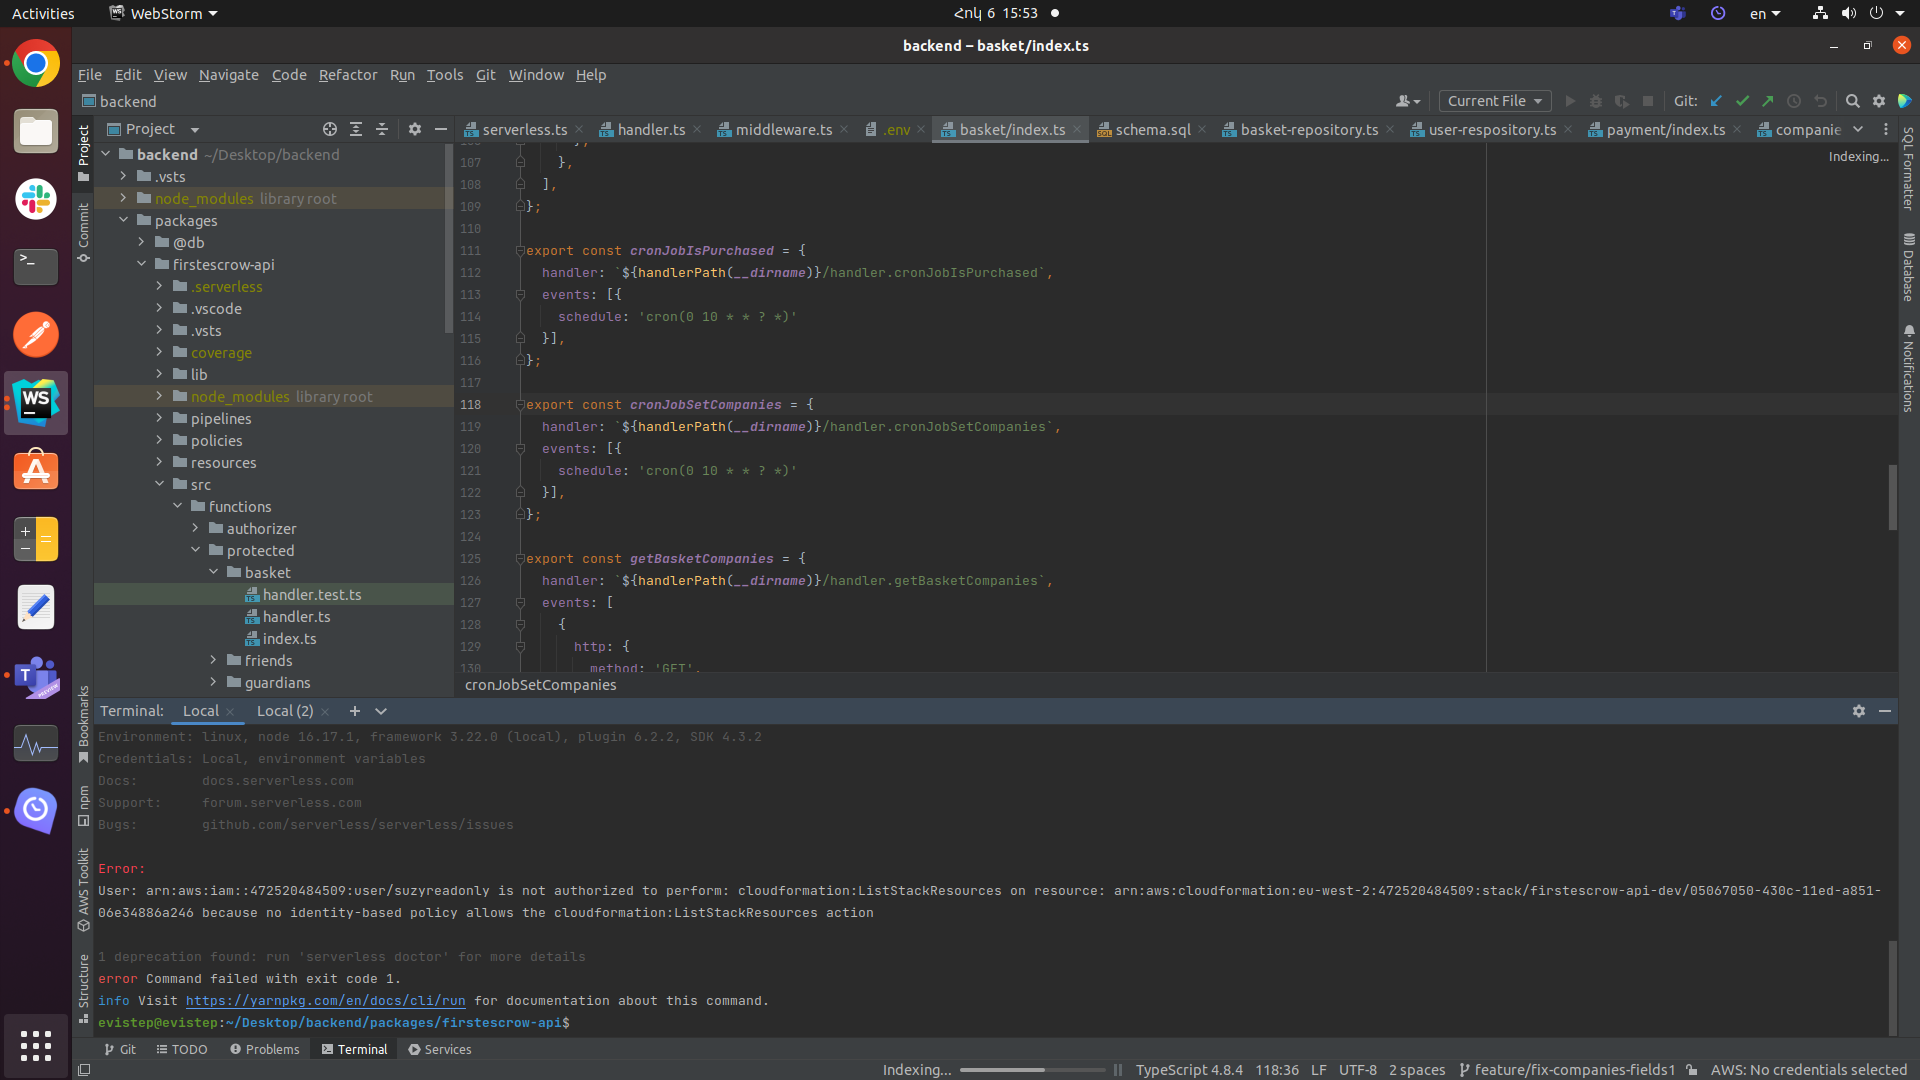 Activities
WebStorm
Հոկ 6 15:53
en
backend – basket/index.ts
File Edit View Navigate Code Refactor Run Tools Git Window Help
backend
Current File
Git:
Project
serverless.ts
handler.ts
middleware.ts
.env
basket/index.ts
schema.sql
basket-repository.ts
user-respository.ts
payment/index.ts
companie
Project
Commit
Bookmarks
npm
AWS Toolkit
Structure
backend ~/Desktop/backend
.vsts
node_modules library root
packages
@db
firstescrow-api
.serverless
.vscode
.vsts
coverage
lib
node_modules library root
pipelines
policies
resources
src
functions
authorizer
protected
basket
handler.test.ts
handler.ts
index.ts
friends
guardians
Indexing...
106 },
107 },
108 ],
109 };
110
111 export const cronJobIsPurchased = {
112 handler: `${handlerPath(__dirname)}/handler.cronJobIsPurchased`,
113 events: [{
114 schedule: 'cron(0 10 * * ? *)'
115 }],
116 };
117
118 export const cronJobSetCompanies = {
119 handler: `${handlerPath(__dirname)}/handler.cronJobSetCompanies`,
120 events: [{
121 schedule: 'cron(0 10 * * ? *)'
122 }],
123 };
124
125 export const getBasketCompanies = {
126 handler: `${handlerPath(__dirname)}/handler.getBasketCompanies`,
127 events: [
128 {
129 http: {
130 method: 'GET',
cronJobSetCompanies
SQL Formatter
Database
Notifications
Terminal: Local Local (2)
Environment: linux, node 16.17.1, framework 3.22.0 (local), plugin 6.2.2, SDK 4.3.2
Credentials: Local, environment variables
Docs: docs.serverless.com
Support: forum.serverless.com
Bugs: github.com/serverless/serverless/issues
Error:
User: arn:aws:iam::472520484509:user/suzyreadonly is not authorized to perform: cloudformation:ListStackResources on resource: arn:aws:cloudformation:eu-west-2:472520484509:stack/firstescrow-api-dev/05067050-430c-11ed-a851-
06e34886a246 because no identity-based policy allows the cloudformation:ListStackResources action
1 deprecation found: run 'serverless doctor' for more details
error Command failed with exit code 1.
info Visit https://yarnpkg.com/en/docs/cli/run for documentation about this command.
evistep@evistep:~/Desktop/backend/packages/firstescrow-api$
Git TODO Problems Terminal Services
Indexing... TypeScript 4.8.4 118:36 LF UTF-8 2 spaces feature/fix-companies-fields1 AWS: No credentials selected